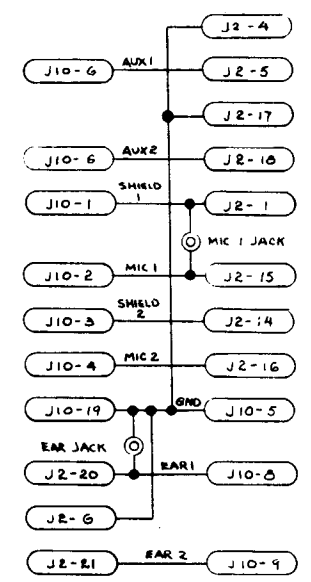 J2-4
J10-6 AUX1 J2-5
J2-17
J10-6 AUX2 J2-18
J10-1 SHIELD 1 J2-1
MIC 1 JACK
J10-2 MIC1 J2-15
J10-3 SHIELD 2 J2-14
J10-4 MIC2 J2-16
J10-19 GND J10-5
EAR JACK
J2-20 EAR1 J10-8
J2-6
J2-21 EAR 2 J10-9